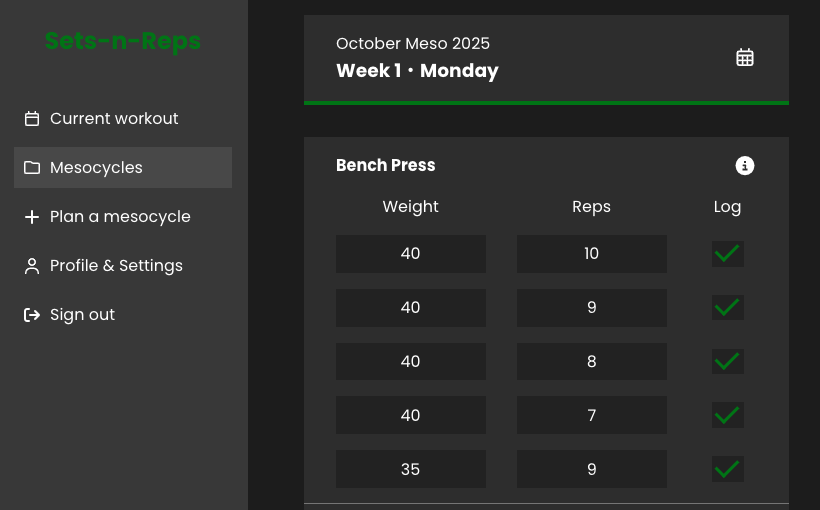 Sets-n-Reps
Current workout
Mesocycles
Plan a mesocycle
Profile & Settings
Sign out
October Meso 2025
Week 1 · Monday
Bench Press
Weight Reps Log
40 10
40 9
40 8
40 7
35 9